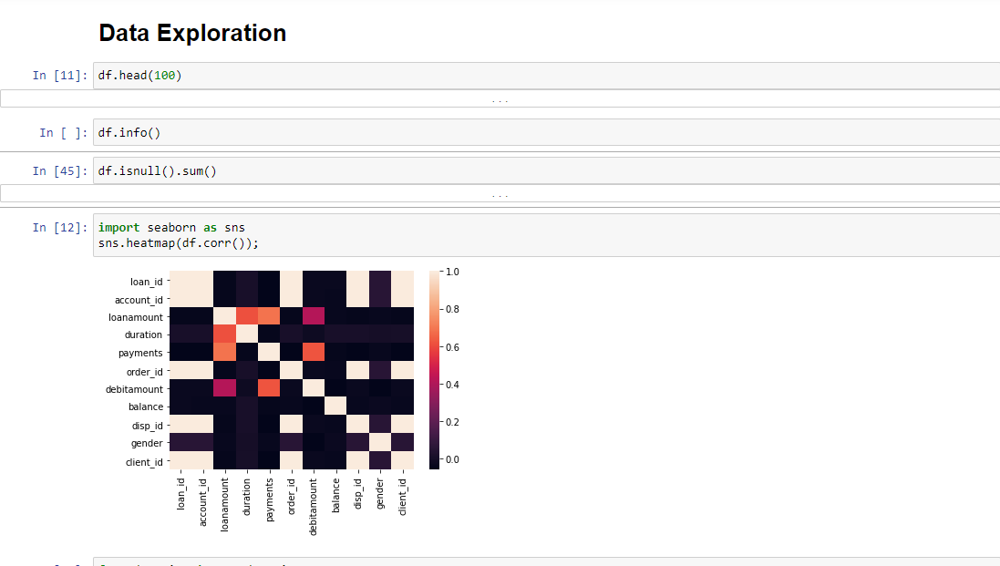 Data Exploration
In [11]: df.head(100)
...
In [ ]: df.info()
In [45]: df.isnull().sum()
...
In [12]: import seaborn as sns
sns.heatmap(df.corr());
loan_id
account_id
loanamount
duration
payments
order_id
debitamount
balance
disp_id
gender
client_id
loan_id
account_id
loanamount
duration
payments
order_id
debitamount
balance
disp_id
gender
client_id
1.0
0.8
0.6
0.4
0.2
0.0